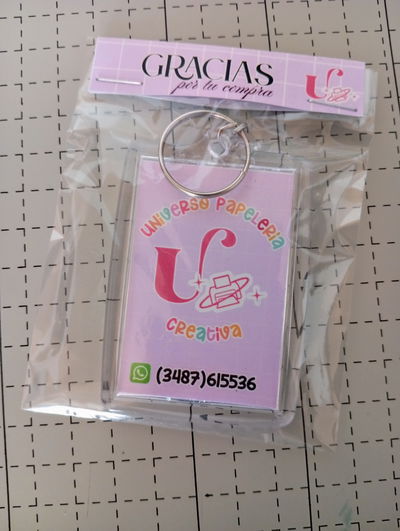 GRACIAS
por tu compra
U
UNIVERSO PAPELERIA
U
CREATIVA
(3487)615536